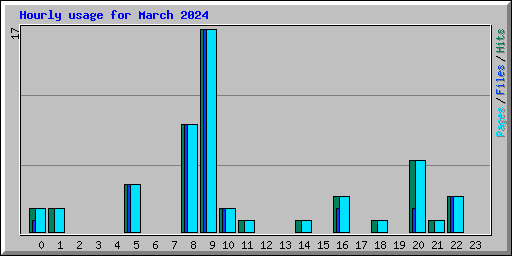 Hourly usage for March 2024
17
Pages/Files/Hits
0 1 2 3 4 5 6 7 8 9 10 11 12 13 14 15 16 17 18 19 20 21 22 23